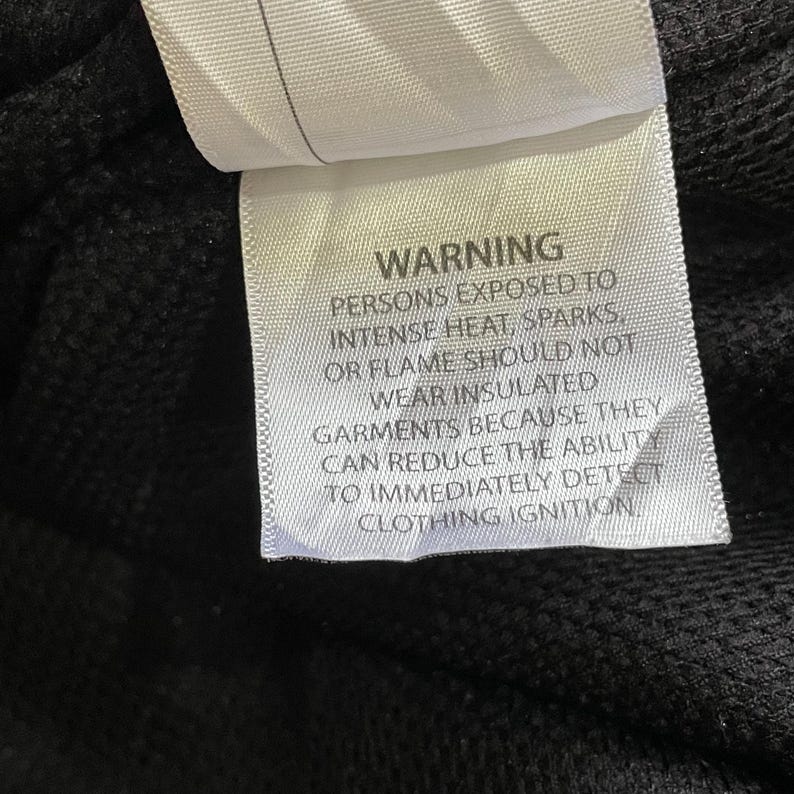 WARNING
PERSONS EXPOSED TO
INTENSE HEAT, SPARKS,
OR FLAME SHOULD NOT
WEAR INSULATED
GARMENTS BECAUSE THEY
CAN REDUCE THE ABILITY
TO IMMEDIATELY DETECT
CLOTHING IGNITION.